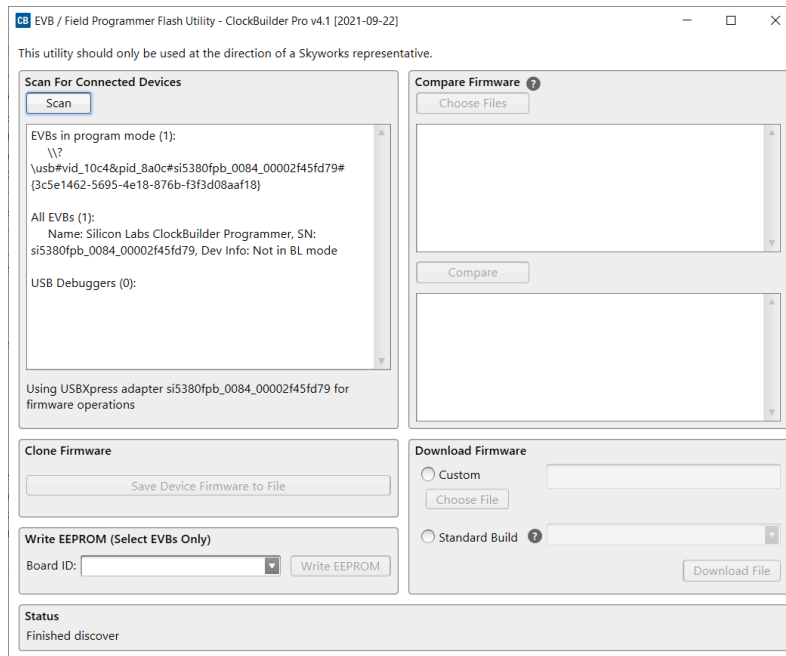 CB EVB / Field Programmer Flash Utility - ClockBuilder Pro v4.1 [2021-09-22]
This utility should only be used at the direction of a Skyworks representative.
Scan For Connected Devices
Scan
EVBs in program mode (1):
\\?
\usb#vid_10c4&pid_8a0c#si5380fpb_0084_00002f45fd79#
{3c5e1462-5695-4e18-876b-f3f3d08aaf18}
All EVBs (1):
Name: Silicon Labs ClockBuilder Programmer, SN:
si5380fpb_0084_00002f45fd79, Dev Info: Not in BL mode
USB Debuggers (0):
Using USBXpress adapter si5380fpb_0084_00002f45fd79 for
firmware operations
Compare Firmware ?
Choose Files
Compare
Clone Firmware
Save Device Firmware to File
Write EEPROM (Select EVBs Only)
Board ID:
Write EEPROM
Download Firmware
Custom
Choose File
Standard Build ?
Download File
Status
Finished discover